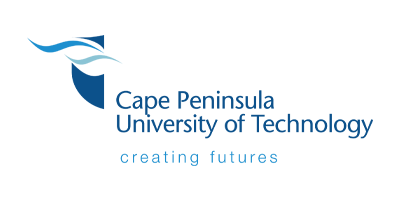 Cape Peninsula
University of Technology
creating futures